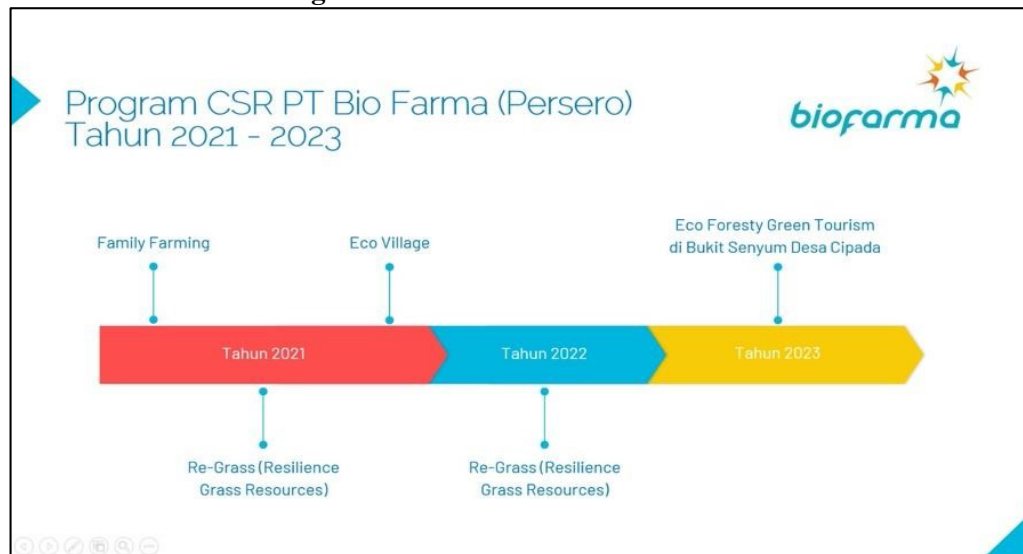 Program CSR PT Bio Farma (Persero)
Tahun 2021 - 2023
biofarma
Family Farming
Eco Village
Eco Foresty Green Tourism
di Bukit Senyum Desa Cipada
Tahun 2021
Tahun 2022
Tahun 2023
Re-Grass (Resilience
Grass Resources)
Re-Grass (Resilience
Grass Resources)